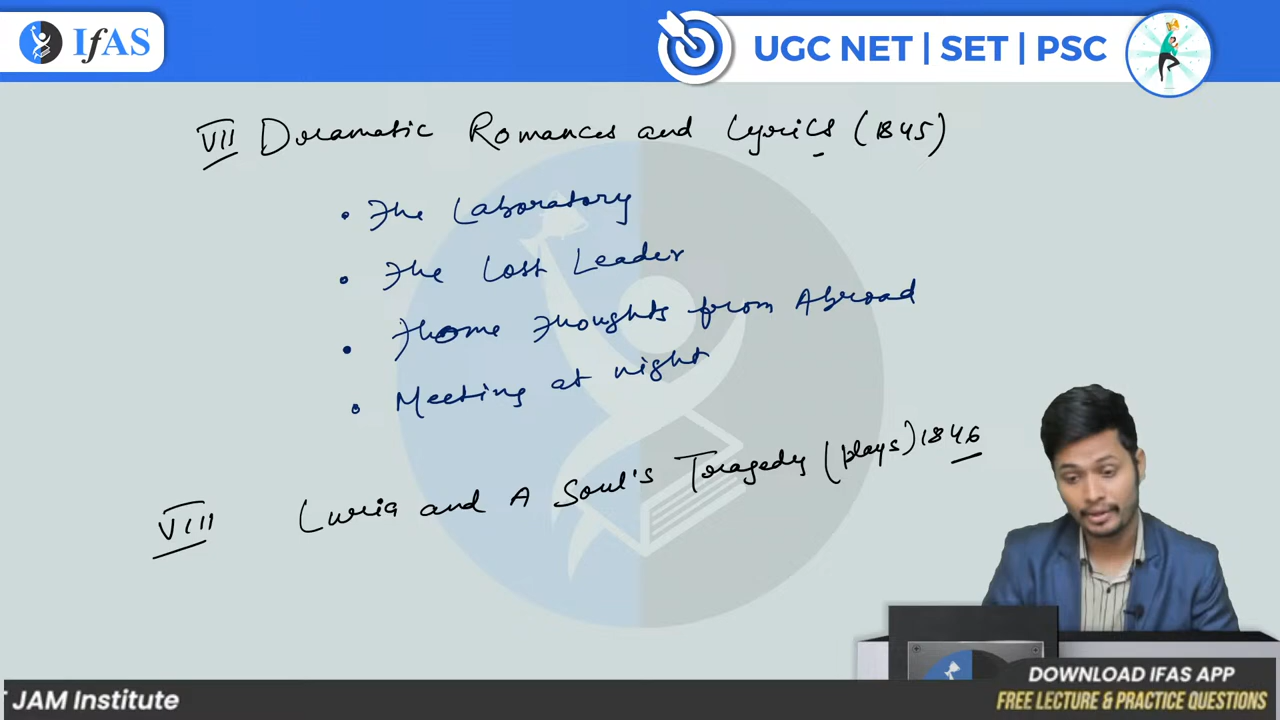 IfAS
UGC NET | SET | PSC
VII Dramatic Romances and Lyrics (1845)
• The Laboratory
• The Lost Leader
• Home Thoughts from Abroad
• Meeting at night
VIII Luria and A Soul's Tragedy (plays) 1846
DOWNLOAD IFAS APP
JAM Institute
FREE LECTURE & PRACTICE QUESTIONS